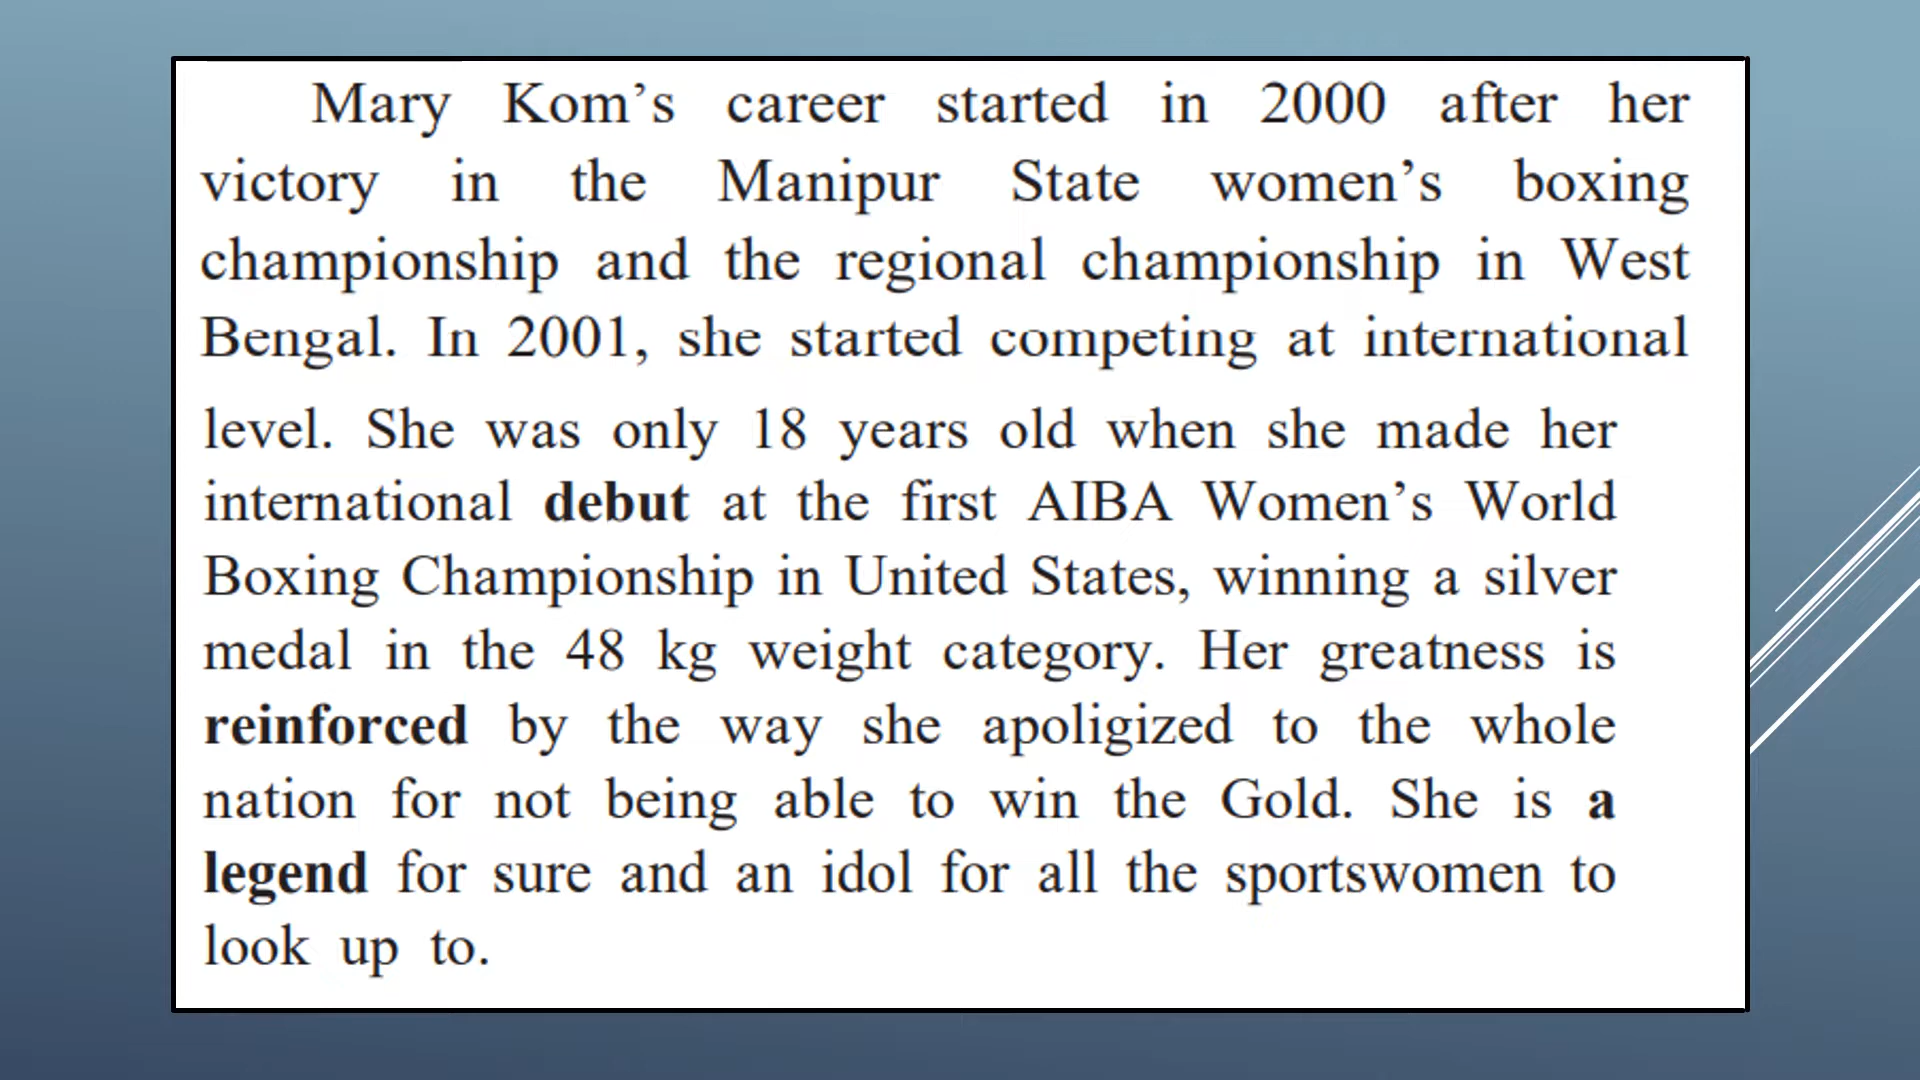 Mary Kom’s career started in 2000 after her
victory in the Manipur State women’s boxing
championship and the regional championship in West
Bengal. In 2001, she started competing at international
level. She was only 18 years old when she made her
international debut at the first AIBA Women’s World
Boxing Championship in United States, winning a silver
medal in the 48 kg weight category. Her greatness is
reinforced by the way she apoligized to the whole
nation for not being able to win the Gold. She is a
legend for sure and an idol for all the sportswomen to
look up to.